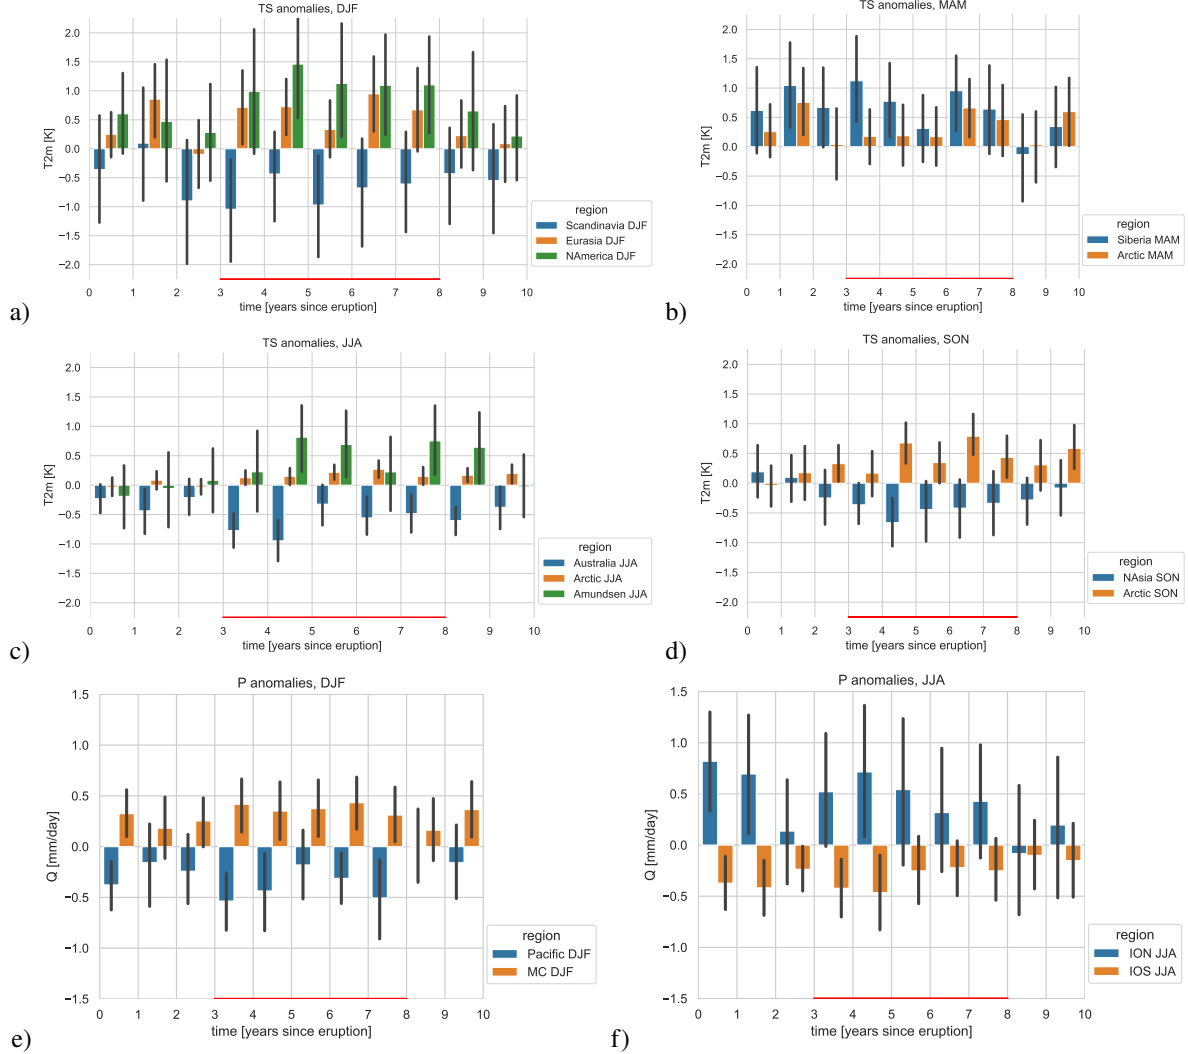 TS anomalies, DJF
2.0
1.5
1.0
0.5
0.0
−0.5
−1.0
−1.5
−2.0
T2m [K]
region
Scandinavia DJF
Eurasia DJF
NAmerica DJF
0 1 2 3 4 5 6 7 8 9 10
time [years since eruption]
a)
TS anomalies, MAM
2.0
1.5
1.0
0.5
0.0
−0.5
−1.0
−1.5
−2.0
T2m [K]
region
Siberia MAM
Arctic MAM
0 1 2 3 4 5 6 7 8 9 10
time [years since eruption]
b)
TS anomalies, JJA
2.0
1.5
1.0
0.5
0.0
−0.5
−1.0
−1.5
−2.0
T2m [K]
region
Australia JJA
Arctic JJA
Amundsen JJA
0 1 2 3 4 5 6 7 8 9 10
time [years since eruption]
c)
TS anomalies, SON
2.0
1.5
1.0
0.5
0.0
−0.5
−1.0
−1.5
−2.0
T2m [K]
region
NAsia SON
Arctic SON
0 1 2 3 4 5 6 7 8 9 10
time [years since eruption]
d)
P anomalies, DJF
1.5
1.0
0.5
0.0
−0.5
−1.0
−1.5
Q [mm/day]
region
Pacific DJF
MC DJF
0 1 2 3 4 5 6 7 8 9 10
time [years since eruption]
e)
P anomalies, JJA
1.5
1.0
0.5
0.0
−0.5
−1.0
−1.5
Q [mm/day]
region
ION JJA
IOS JJA
0 1 2 3 4 5 6 7 8 9 10
time [years since eruption]
f)